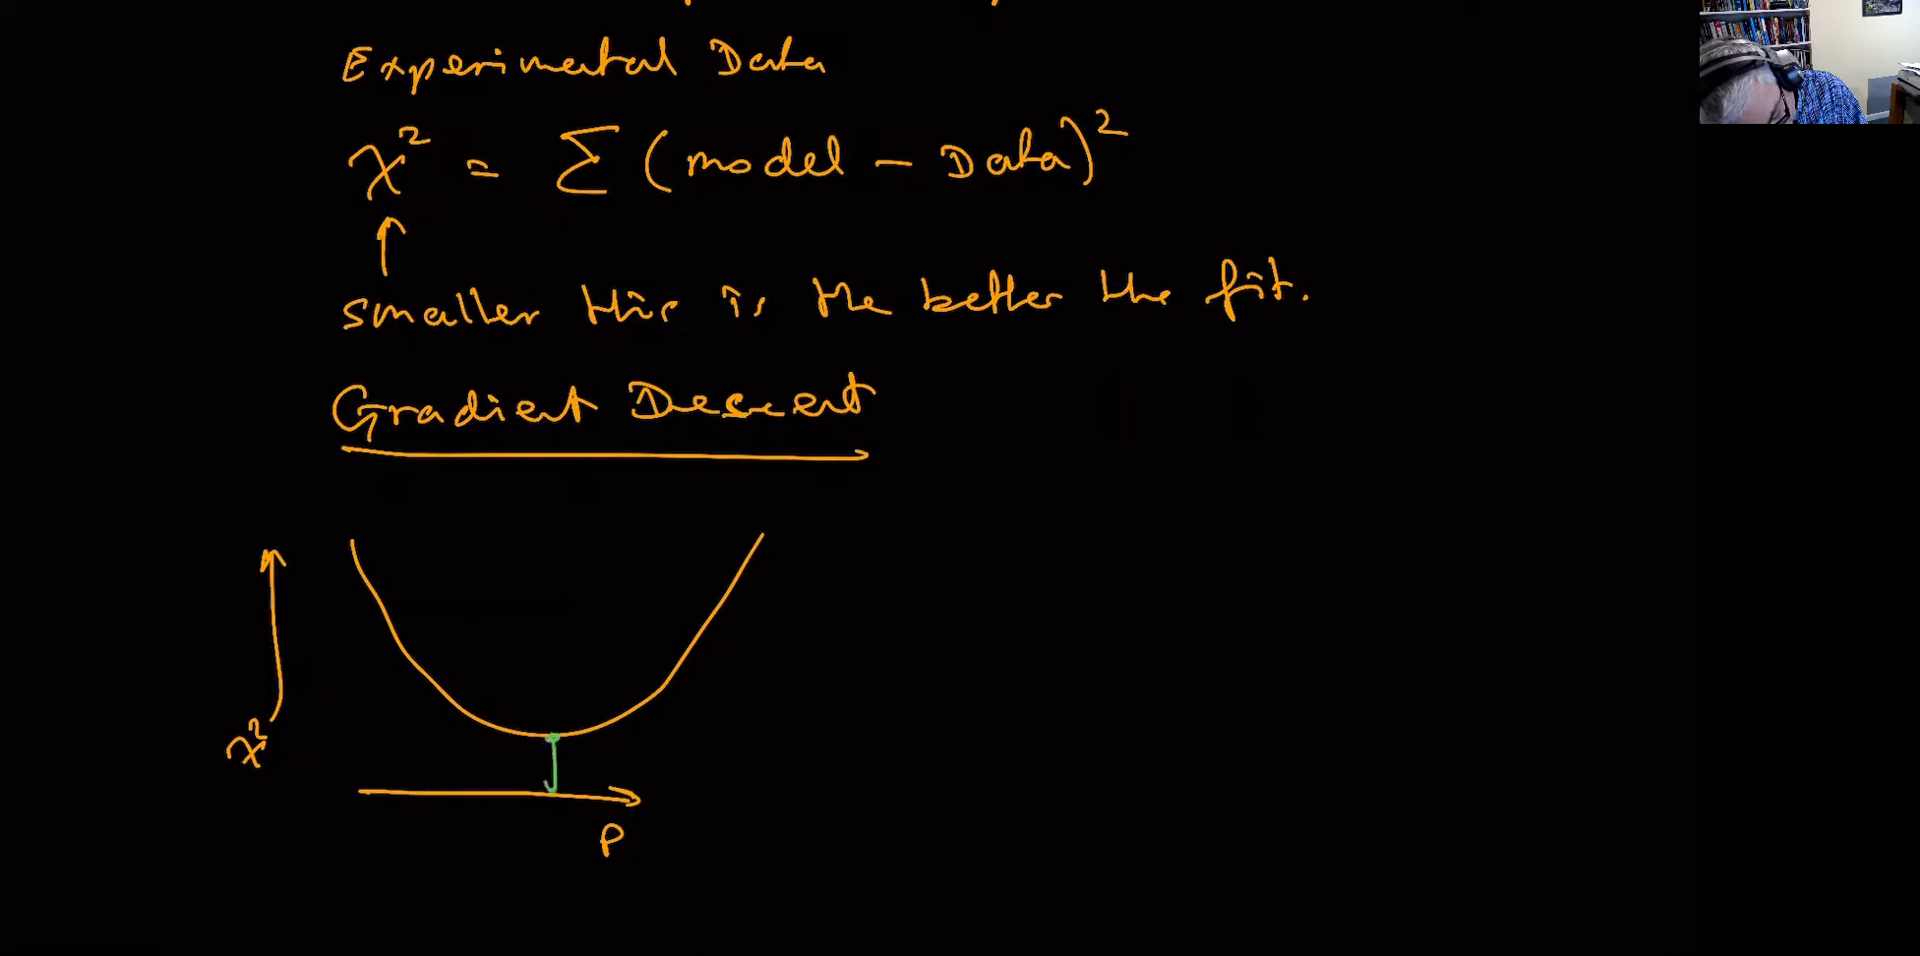 Experimental Data
χ² = Σ (model - Data)²
smaller this is the better the fit.
Gradient Descent
χ²
P